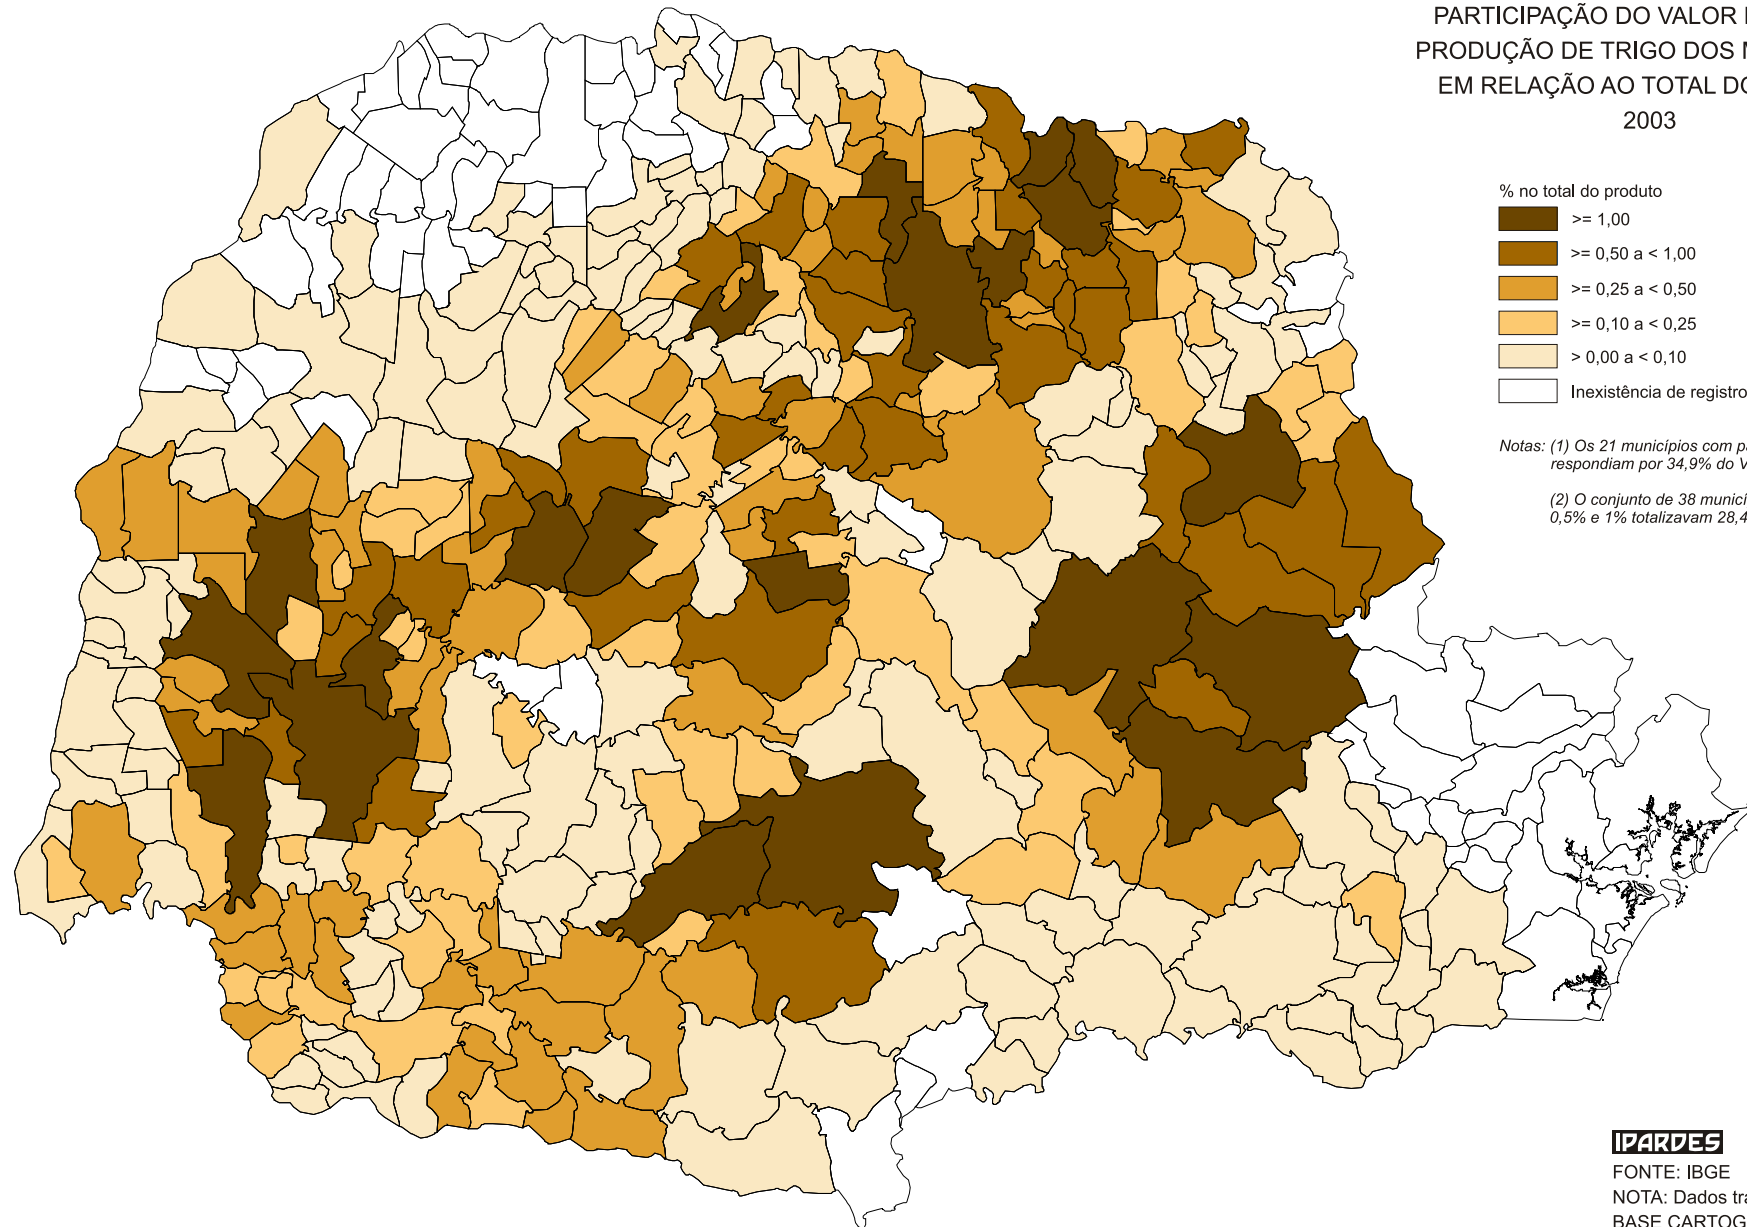 PARTICIPAÇÃO DO VALOR
PRODUÇÃO DE TRIGO DOS
EM RELAÇÃO AO TOTAL
2003
% no total do produto
>= 1,00
>= 0,50 a < 1,00
>= 0,25 a < 0,50
>= 0,10 a < 0,25
> 0,00 a < 0,10
Inexistência de registro
Notas: (1) Os 21 municípios com
respondiam por 34,9% do
(2) O conjunto de 38
0,5% e 1% totalizavam 28,4
IPARDES
FONTE: IBGE
NOTA: Dados
BASE